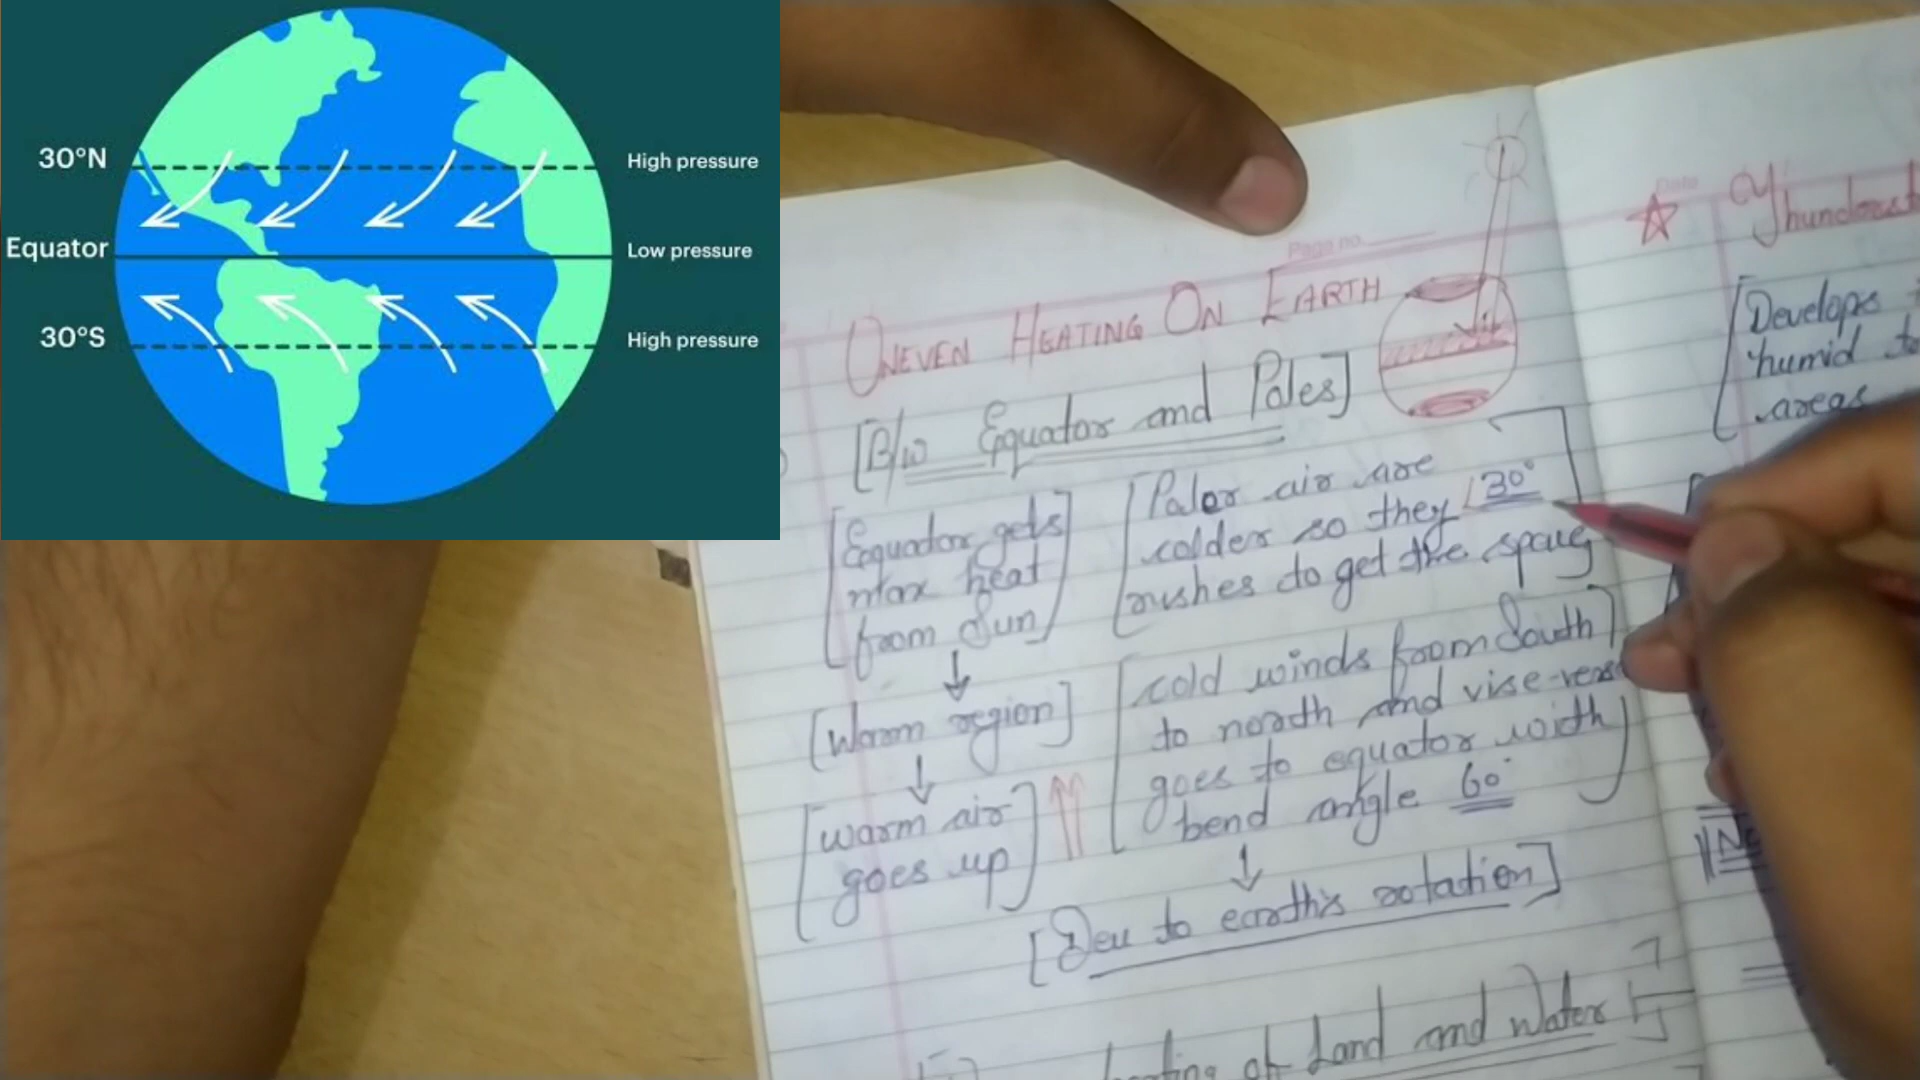 30°N
High pressure
Equator
Low pressure
30°S
High pressure
Page no.
UNEVEN HEATING ON EARTH
[B/w Equator and Poles]
[Equator gets
max heat
from Sun]
[Warm region]
[warm air
goes up]
[Polar air are
colder so they 30°
rushes to get the space
[cold winds from South
to north and vise-versa
goes to equator with
bend angle 60°
[Deu to earth's rotation]
of Land and Water
Date
Develops
humid
areas